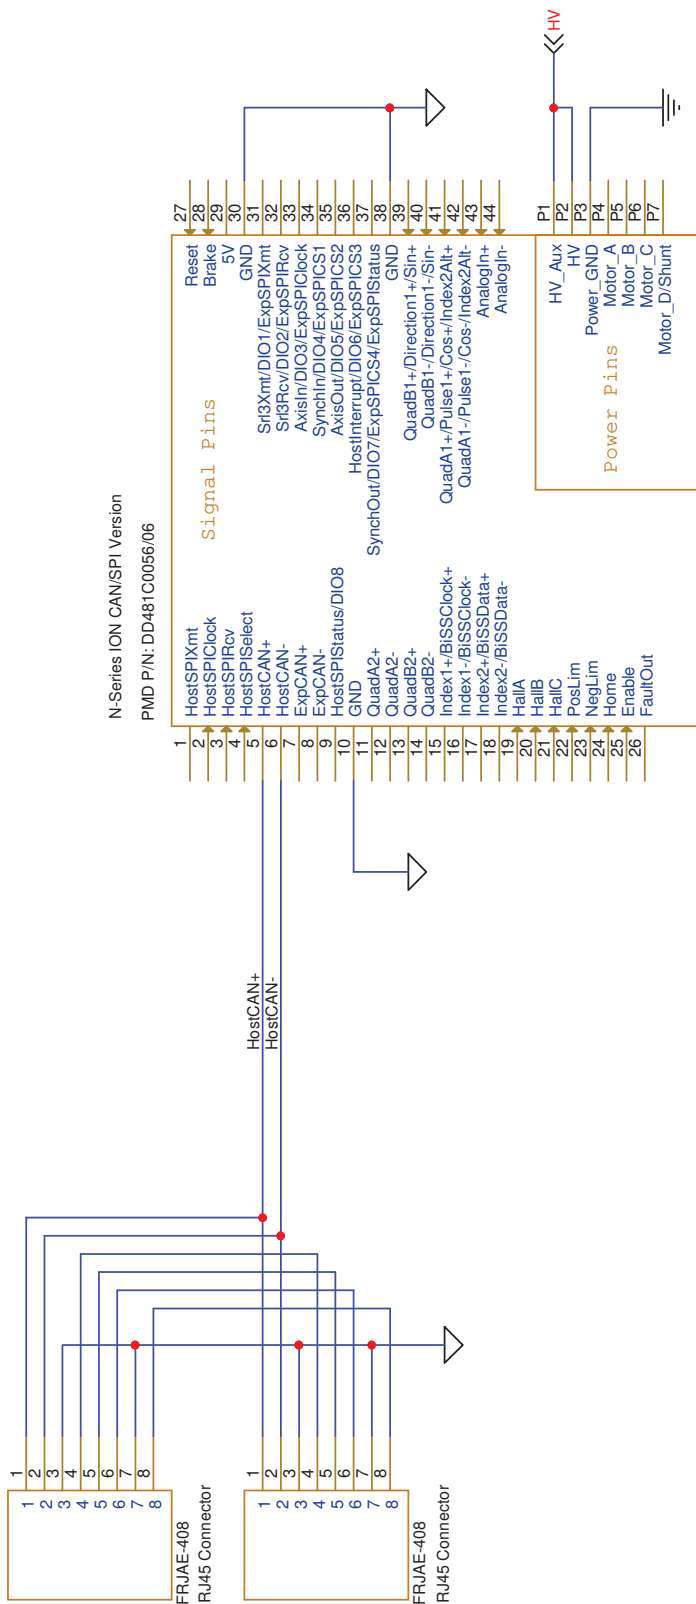 HV
27
28
29
30
31
32
33
34
35
36
37
38
39
40
41
42
43
44
P1
P2
P3
P4
P5
P6
P7
Reset
Brake
5V
GND
Srl3Xmt/DIO1/ExpSPIXmt
Srl3Rcv/DIO2/ExpSPIRcv
AxisIn/DIO3/ExpSPIClock
SynchIn/DIO4/ExpSPICS1
AxisOut/DIO5/ExpSPICS2
HostInterrupt/DIO6/ExpSPICS3
SynchOut/DIO7/ExpSPICS4/ExpSPIStatus
GND
QuadB1+/Direction1+/Sin+
QuadB1-/Direction1-/Sin-
QuadA1+/Pulse1+/Cos+/Index2Alt+
QuadA1-/Pulse1-/Cos-/Index2Alt-
AnalogIn+
AnalogIn-
HV_Aux
HV
Power_GND
Motor_A
Motor_B
Motor_C
Motor_D/Shunt
Signal Pins
Power Pins
N-Series ION CAN/SPI Version
PMD P/N: DD481C0056/06
HostSPIXmt
HostSPIClock
HostSPIRcv
HostSPISelect
HostCAN+
HostCAN-
ExpCAN+
ExpCAN-
HostSPIStatus/DIO8
GND
QuadA2+
QuadA2-
QuadB2+
QuadB2-
Index1+/BiSSClock+
Index1-/BiSSClock-
Index2+/BiSSData+
Index2-/BiSSData-
HallA
HallB
HallC
PosLim
NegLim
Home
Enable
FaultOut
1
2
3
4
5
6
7
8
9
10
11
12
13
14
15
16
17
18
19
20
21
22
23
24
25
26
HostCAN+
HostCAN-
1
2
3
4
5
6
7
8
1
2
3
4
5
6
7
8
FRJAE-408
RJ45 Connector
1
2
3
4
5
6
7
8
1
2
3
4
5
6
7
8
FRJAE-408
RJ45 Connector